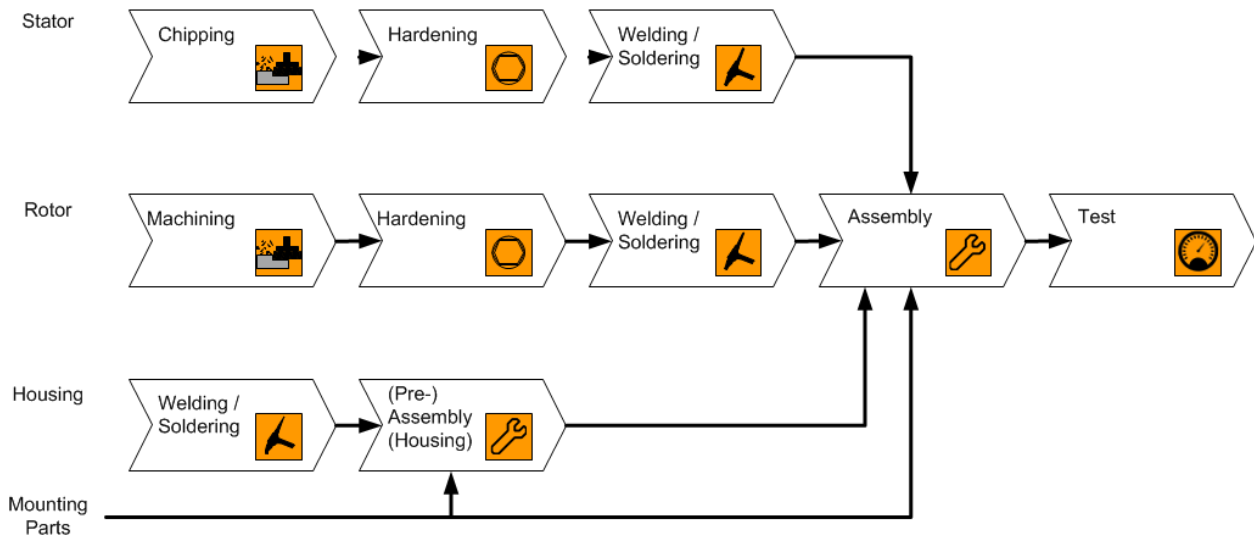 Stator
Chipping
Hardening
Welding /
Soldering
Rotor
Machining
Hardening
Welding /
Soldering
Assembly
Test
Housing
Welding /
Soldering
(Pre-)
Assembly
(Housing)
Mounting
Parts